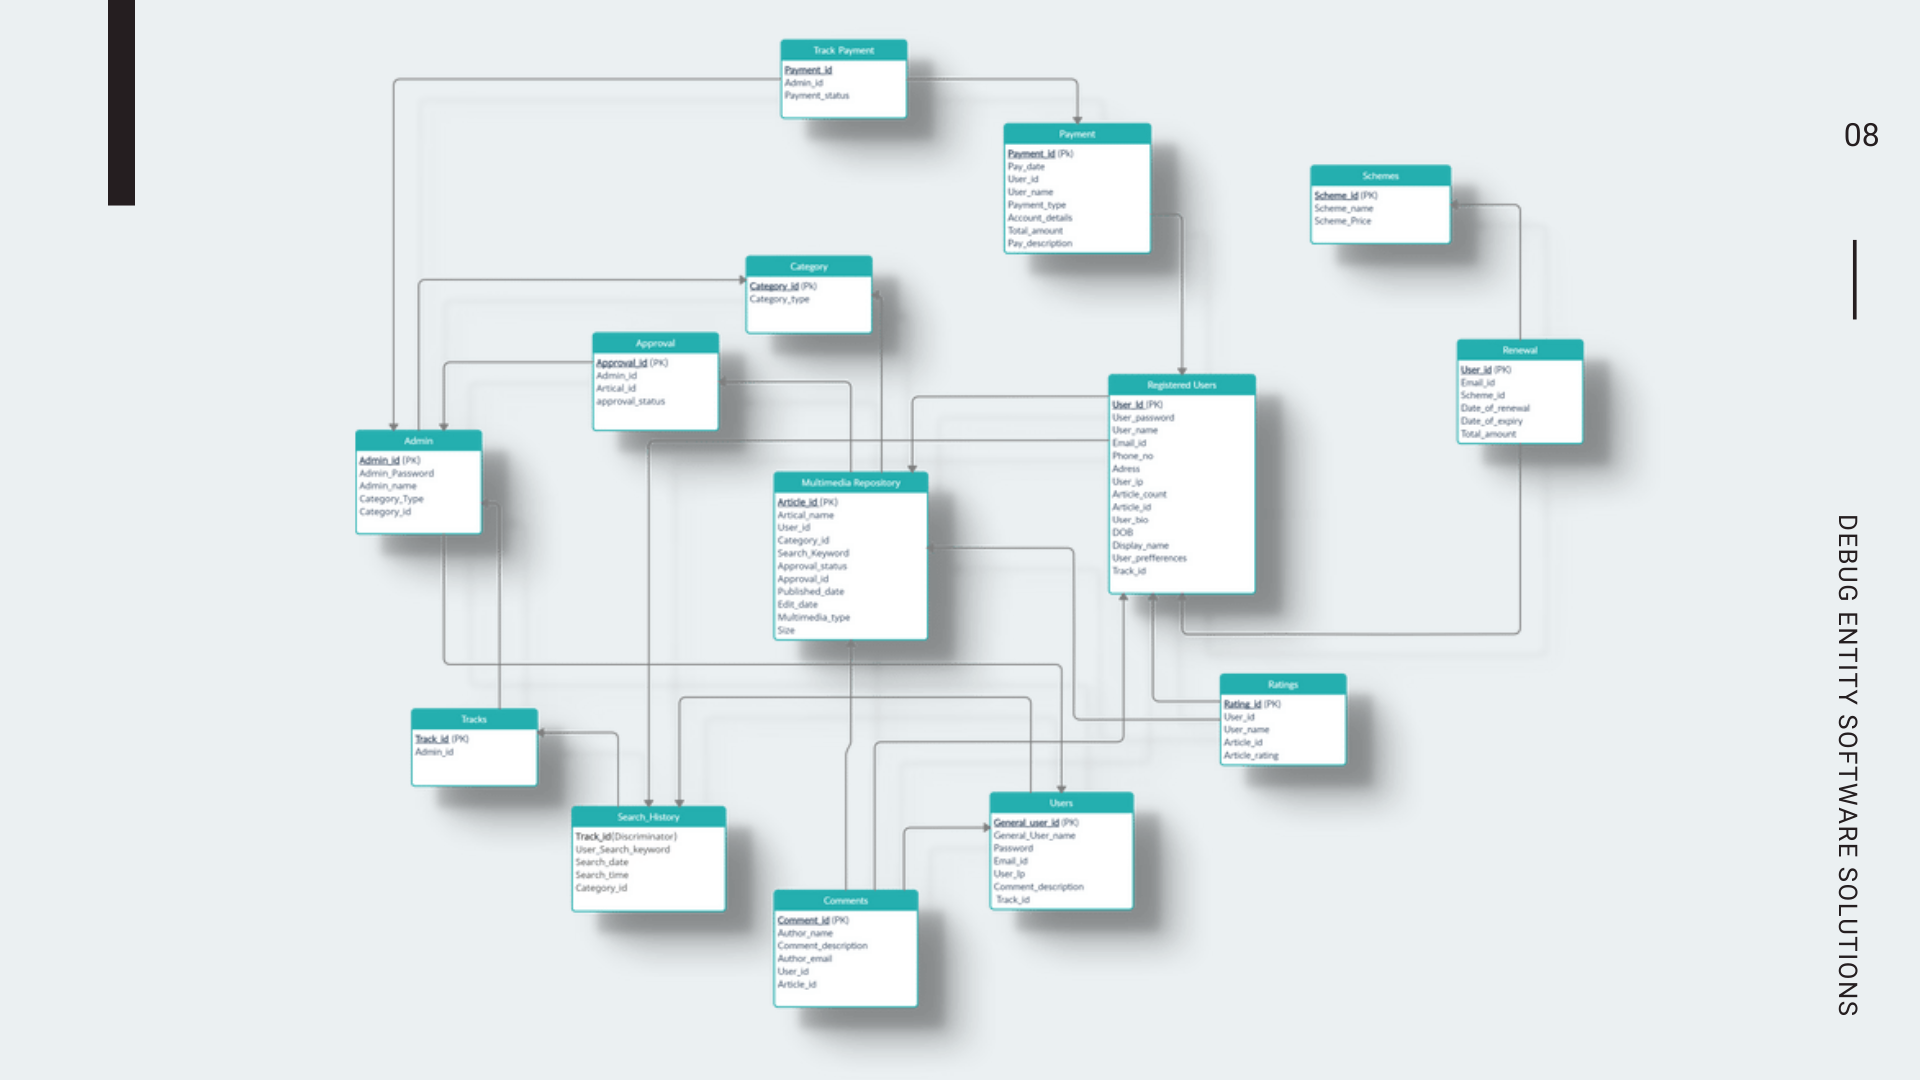 Track Payment
Payment_id
Admin_id
Payment_status
Payment
Payment_id (Pk)
Pay_date
User_id
User_name
Payment_type
Account_details
Total_amount
Pay_description
08
Schemes
Scheme_id (PK)
Scheme_name
Scheme_Price
Category
Category_id (Pk)
Category_type
Approval
Approval_id (PK)
Admin_id
Artical_id
approval_status
Renewal
User_id (PK)
Email_id
Scheme_id
Date_of_renewal
Date_of_expiry
Total_amount
Registered Users
User_Id (PK)
User_password
User_name
Email_id
Phone_no
Adress
User_ip
Article_count
Article_id
User_bio
DOB
Display_name
User_prefferences
Track_id
Admin
Admin_id (PK)
Admin_Password
Admin_name
Category_Type
Category_id
Multimedia Repository
Article_id (PK)
Artical_name
User_id
Category_id
Search_Keyword
Approval_status
Approval_id
Published_date
Edit_date
Multimedia_type
Size
DEBUG ENTITY SOFTWARE SOLUTIONS
Ratings
Rating_id (PK)
User_id
User_name
Article_id
Article_rating
Tracks
Track_id (PK)
Admin_id
Search_History
Track_id(Discriminator)
User_Search_keyword
Search_date
Search_time
Category_id
Users
General_user_id (PK)
General_User_name
Password
Email_id
User_Ip
Comment_description
Track_id
Comments
Comment_id (PK)
Author_name
Comment_description
Author_email
User_id
Article_id